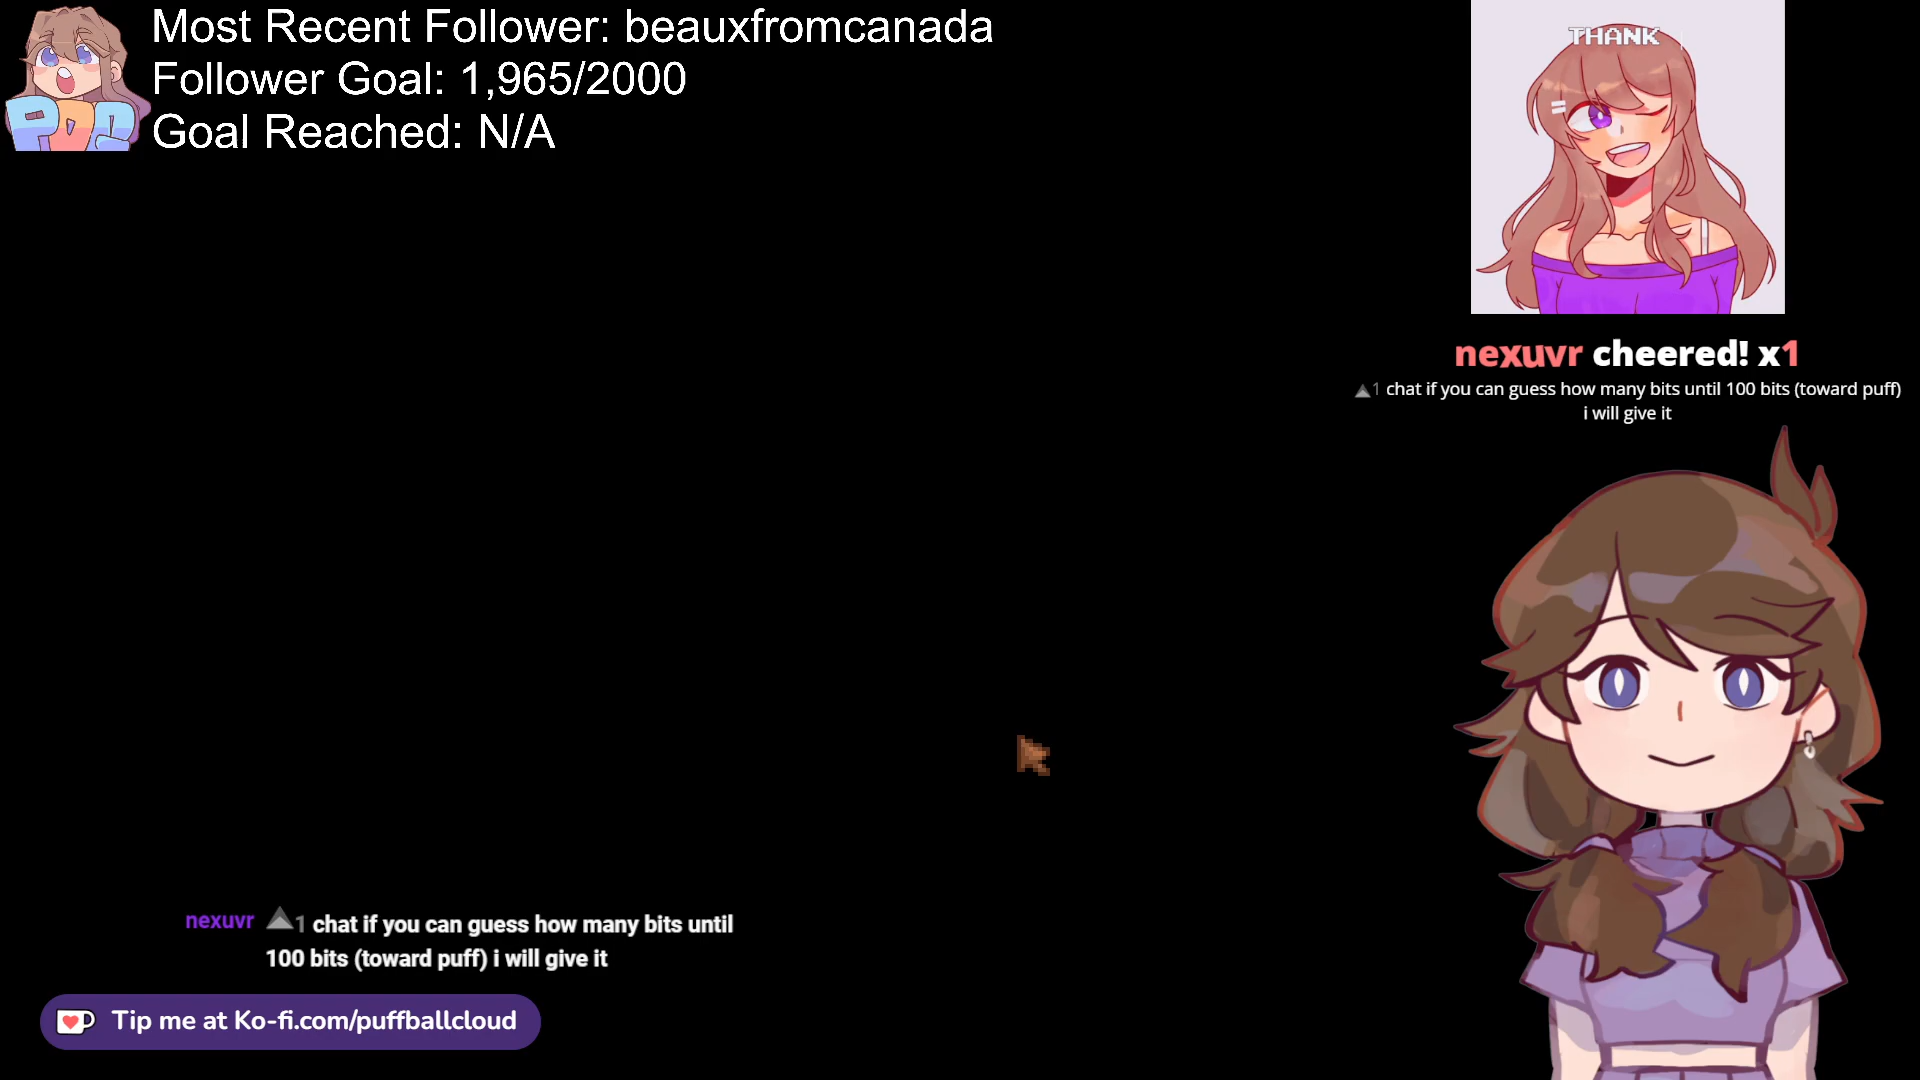 Most Recent Follower: beauxfromcanada
Follower Goal: 1,965/2000
Goal Reached: N/A
THANK
nexuvr cheered! x1
1 chat if you can guess how many bits until 100 bits (toward puff)
i will give it
nexuvr 1 chat if you can guess how many bits until
100 bits (toward puff) i will give it
Tip me at Ko-fi.com/puffballcloud